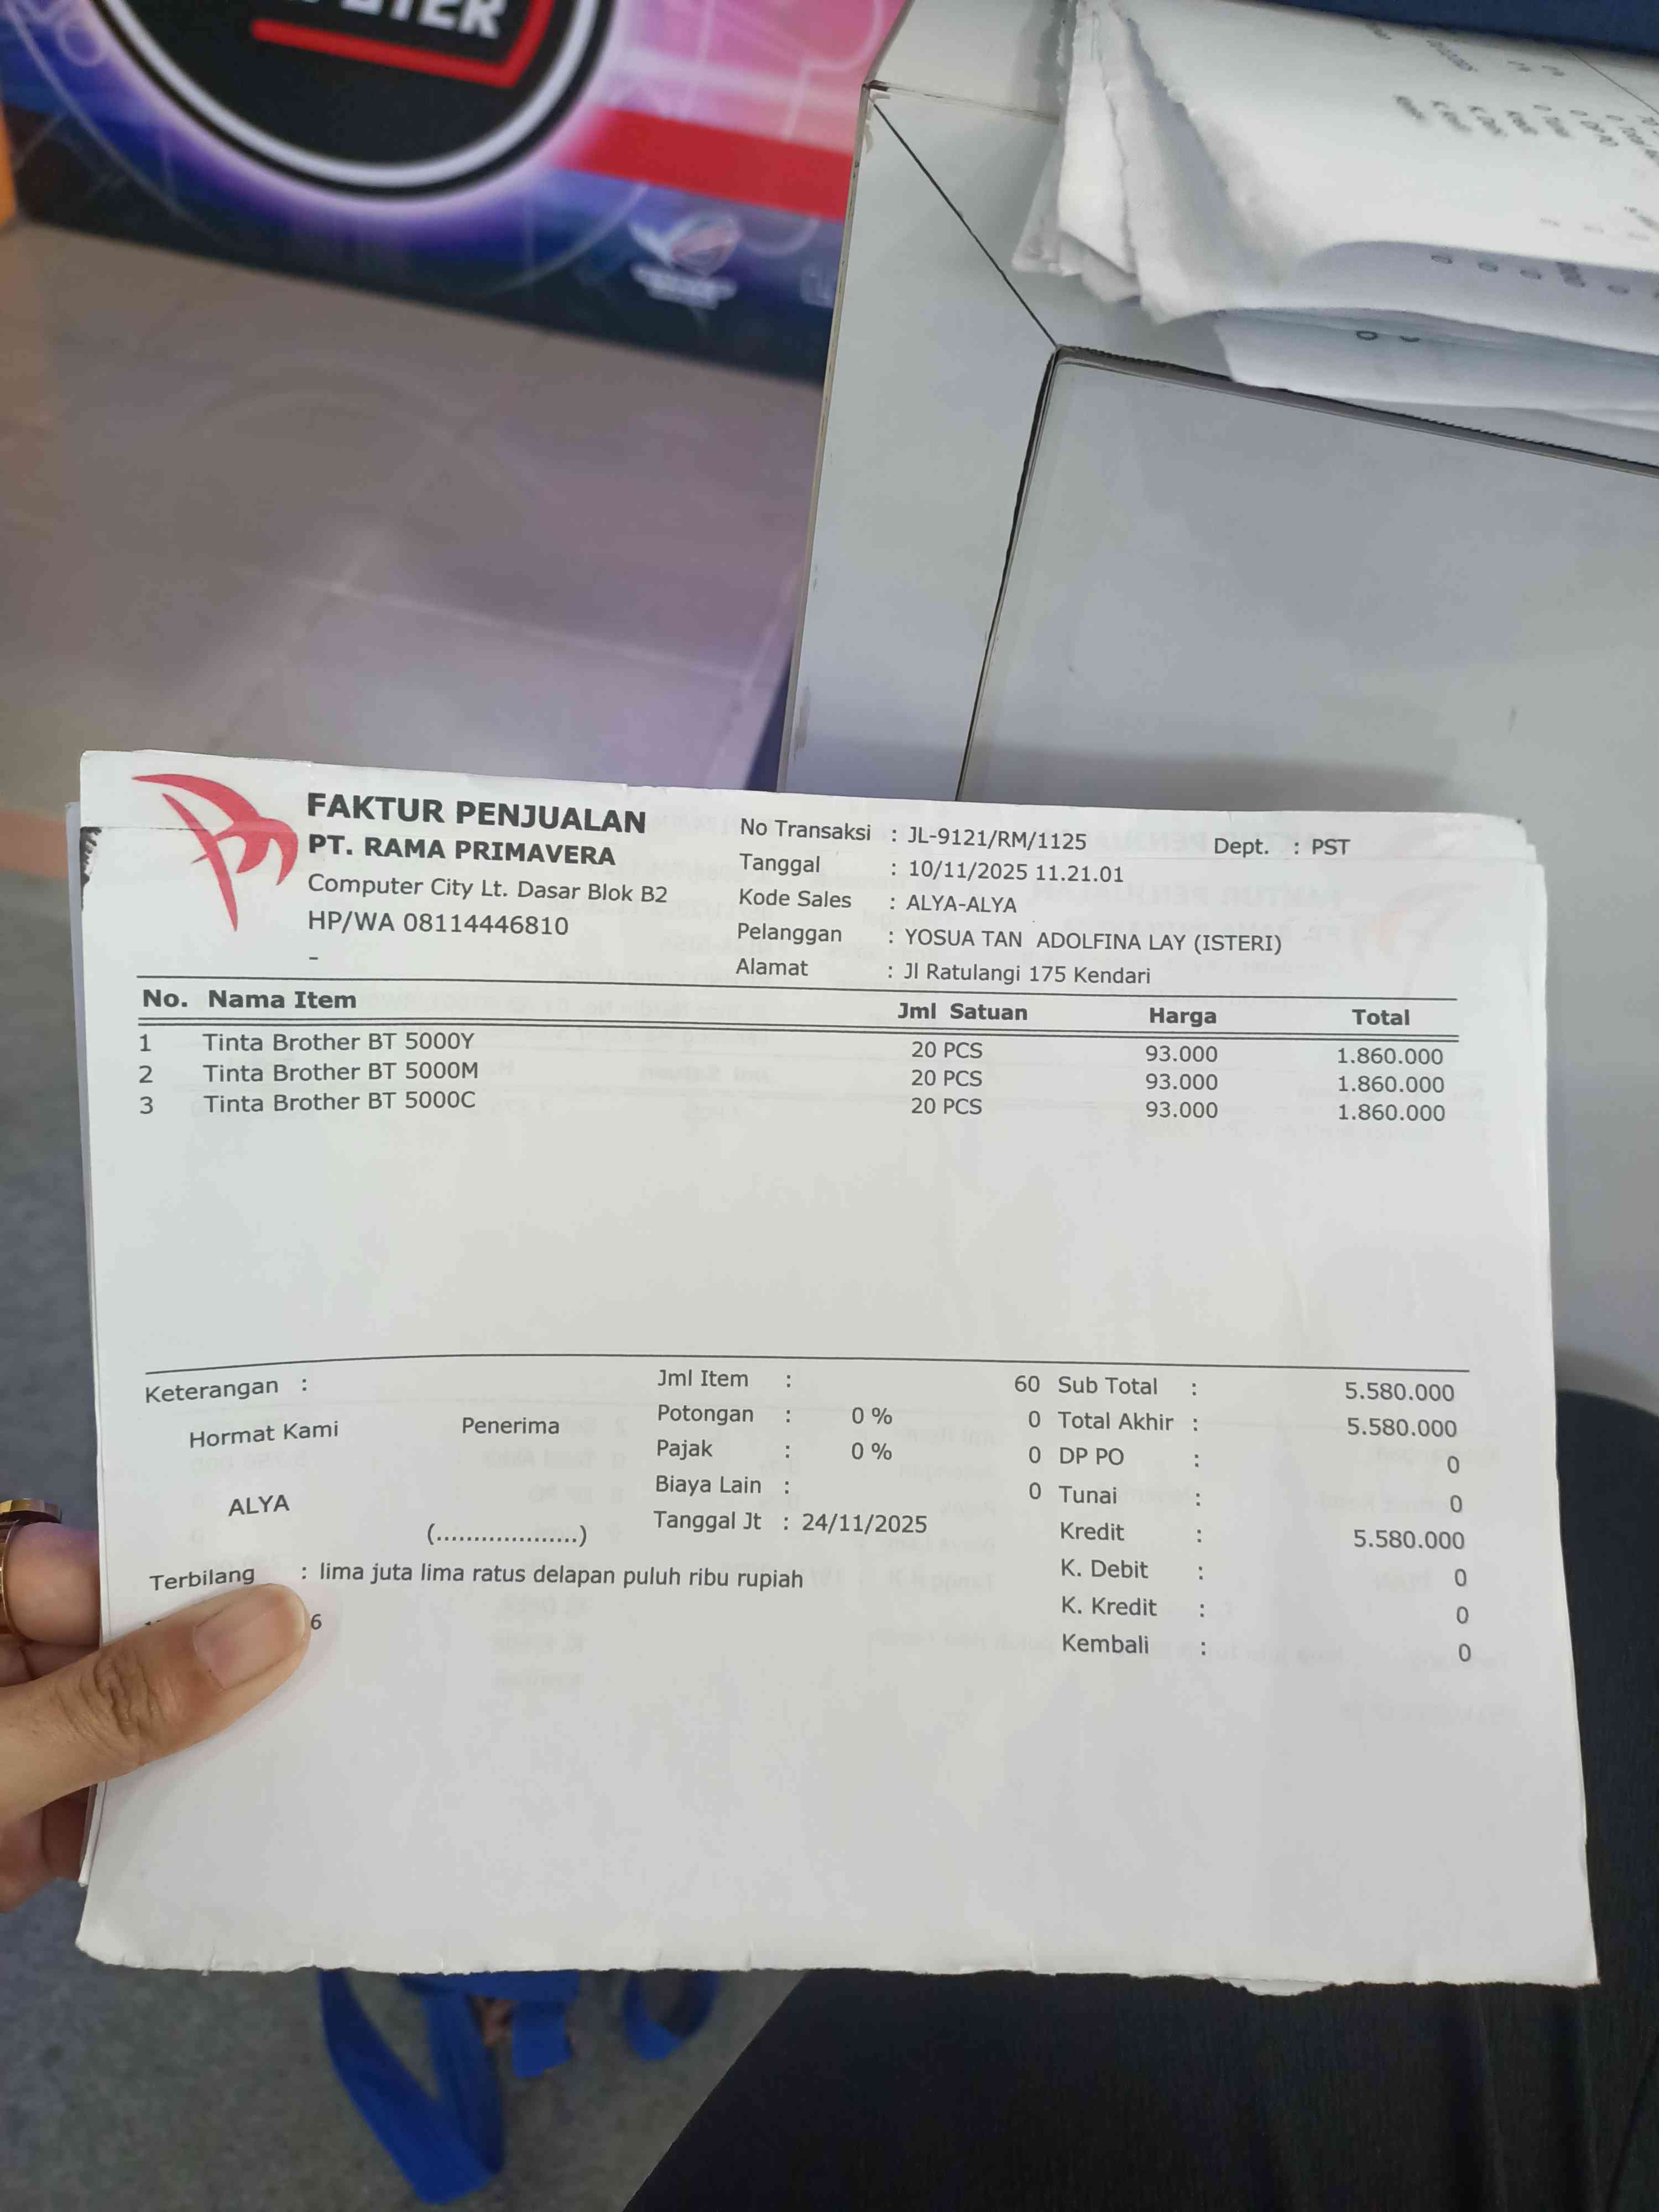 FAKTUR PENJUALAN
PT. RAMA PRIMAVERA
Computer City Lt. Dasar Blok B2
HP/WA 08114446810
-
No Transaksi : JL-9121/RM/1125 Dept. : PST
Tanggal : 10/11/2025 11.21.01
Kode Sales : ALYA-ALYA
Pelanggan : YOSUA TAN ADOLFINA LAY (ISTERI)
Alamat : Jl Ratulangi 175 Kendari
No. Nama Item Jml Satuan Harga Total
1 Tinta Brother BT 5000Y 20 PCS 93.000 1.860.000
2 Tinta Brother BT 5000M 20 PCS 93.000 1.860.000
3 Tinta Brother BT 5000C 20 PCS 93.000 1.860.000
Keterangan :
Hormat Kami Penerima
ALYA
(...................)
Jml Item : 60
Potongan : 0 % 0
Pajak : 0 % 0
Biaya Lain : 0
Tanggal Jt : 24/11/2025
Sub Total : 5.580.000
Total Akhir : 5.580.000
DP PO : 0
Tunai : 0
Kredit : 5.580.000
K. Debit : 0
K. Kredit : 0
Kembali : 0
Terbilang : lima juta lima ratus delapan puluh ribu rupiah
6